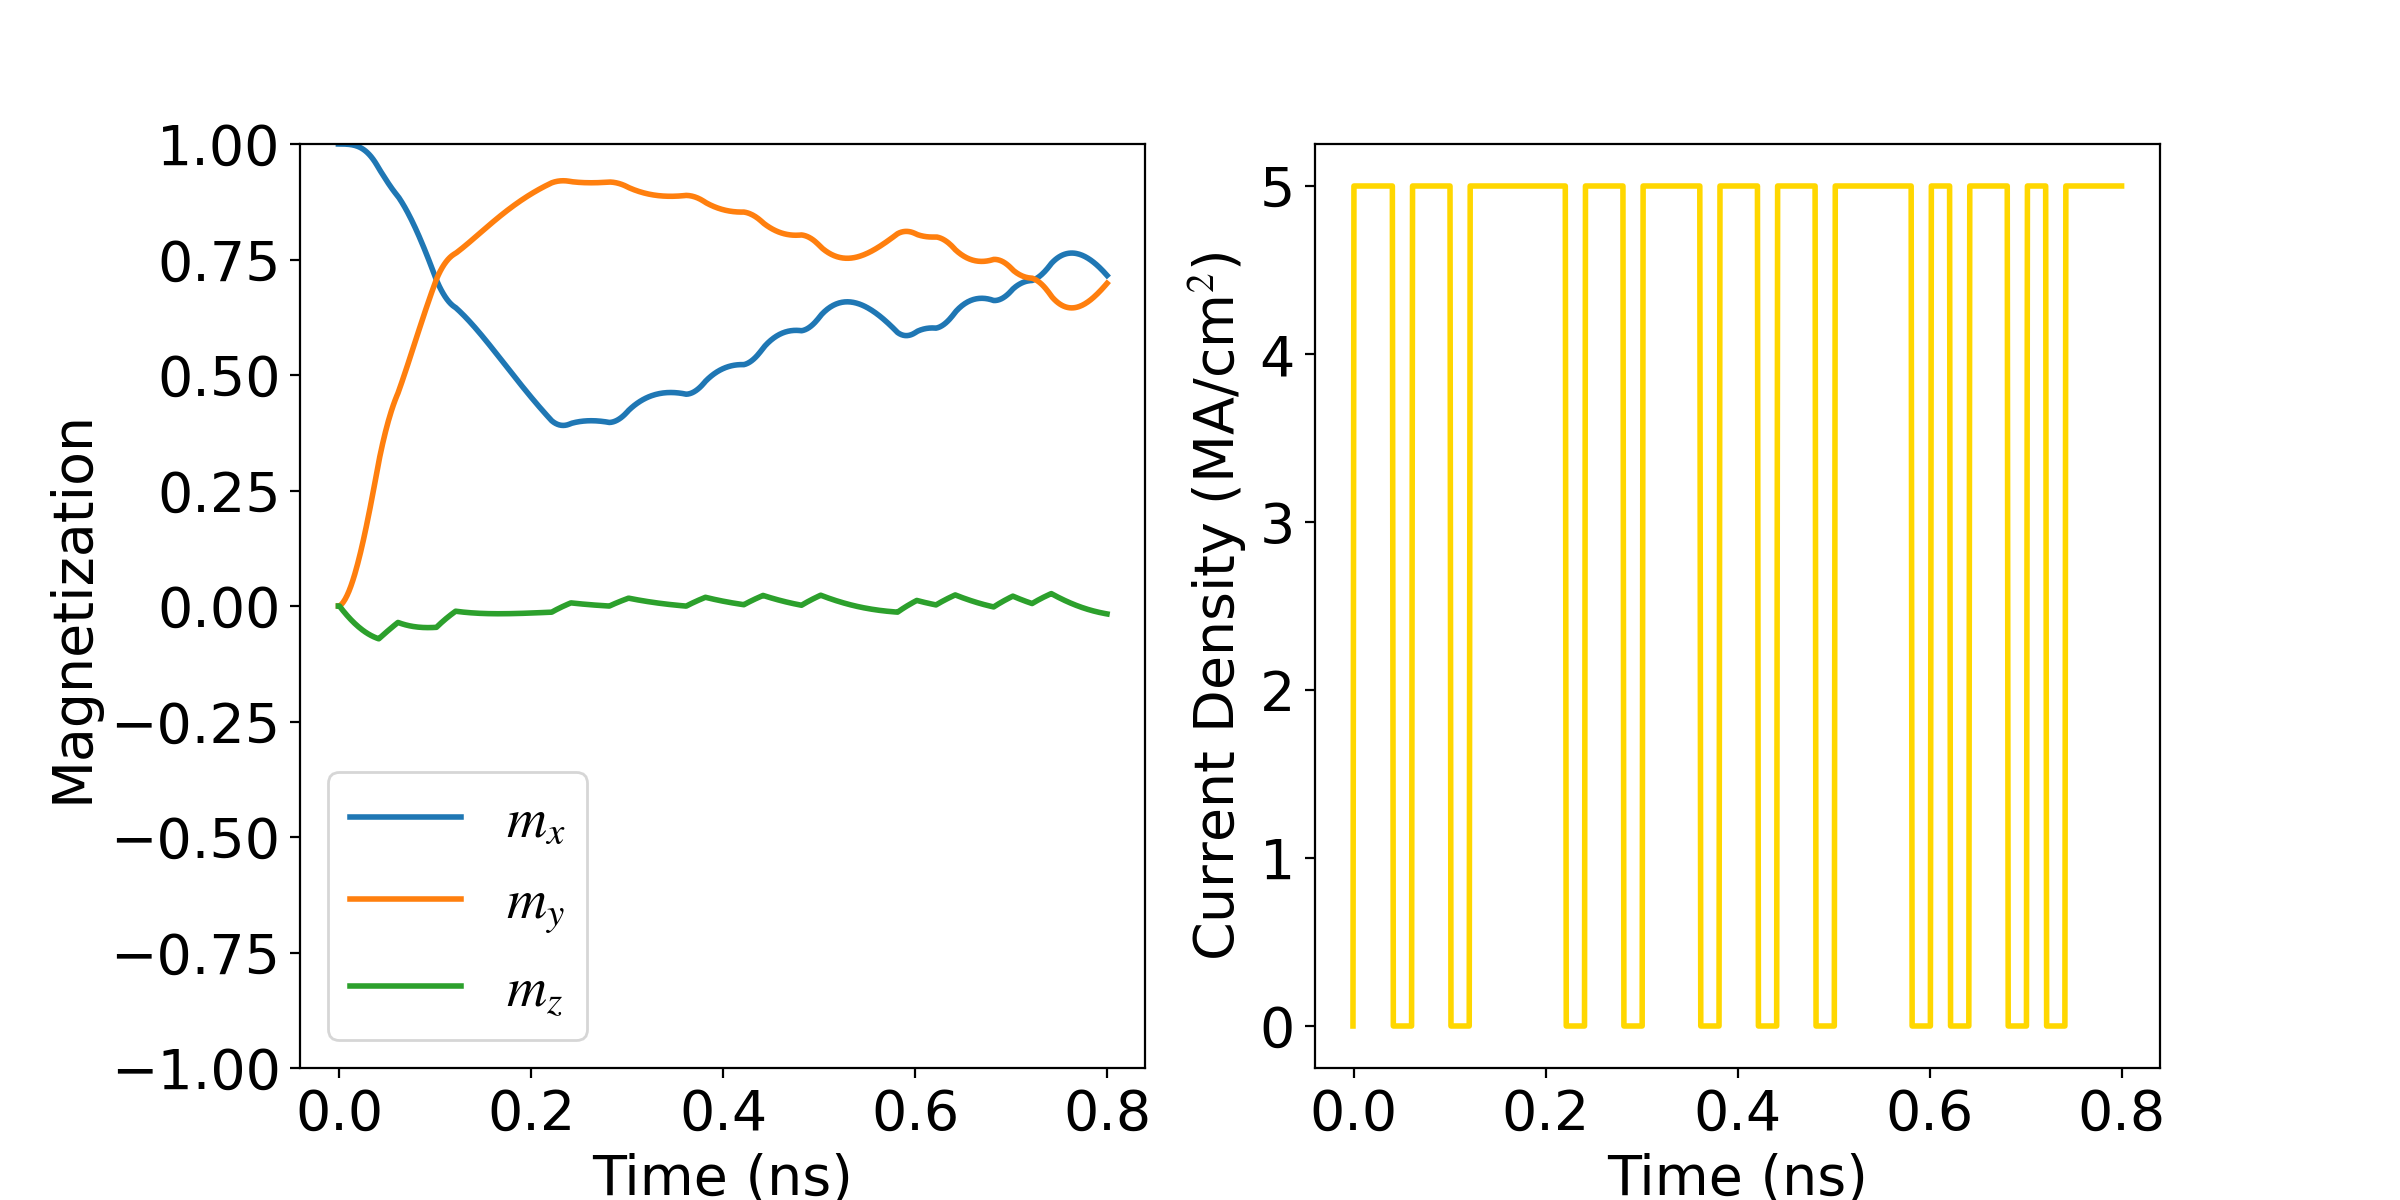 Magnetization
1.00
0.75
0.50
0.25
0.00
−0.25
−0.50
−0.75
−1.00
m_x
m_y
m_z
0.0 0.2 0.4 0.6 0.8
Time (ns)
Current Density (MA/cm²)
5
4
3
2
1
0
0.0 0.2 0.4 0.6 0.8
Time (ns)